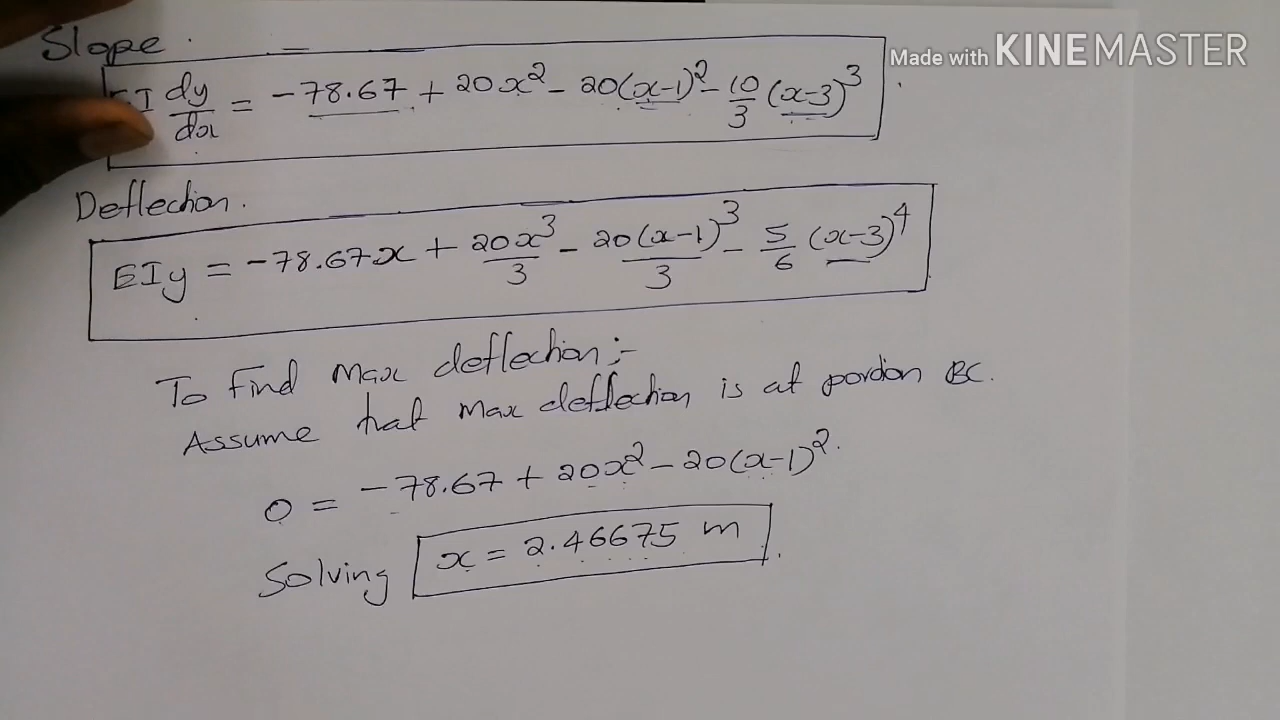 Slope.
Made with KINEMASTER
EI dy/dx = -78.67 + 20x² - 20(x-1)² - 10/3 (x-3)³
Deflection.
EIy = -78.67x + 20x³/3 - 20(x-1)³/3 - 5/6 (x-3)⁴
To find max deflection:-
Assume that max deflection is at portion BC.
0 = -78.67 + 20x² - 20(x-1)².
Solving x = 2.46675 m.